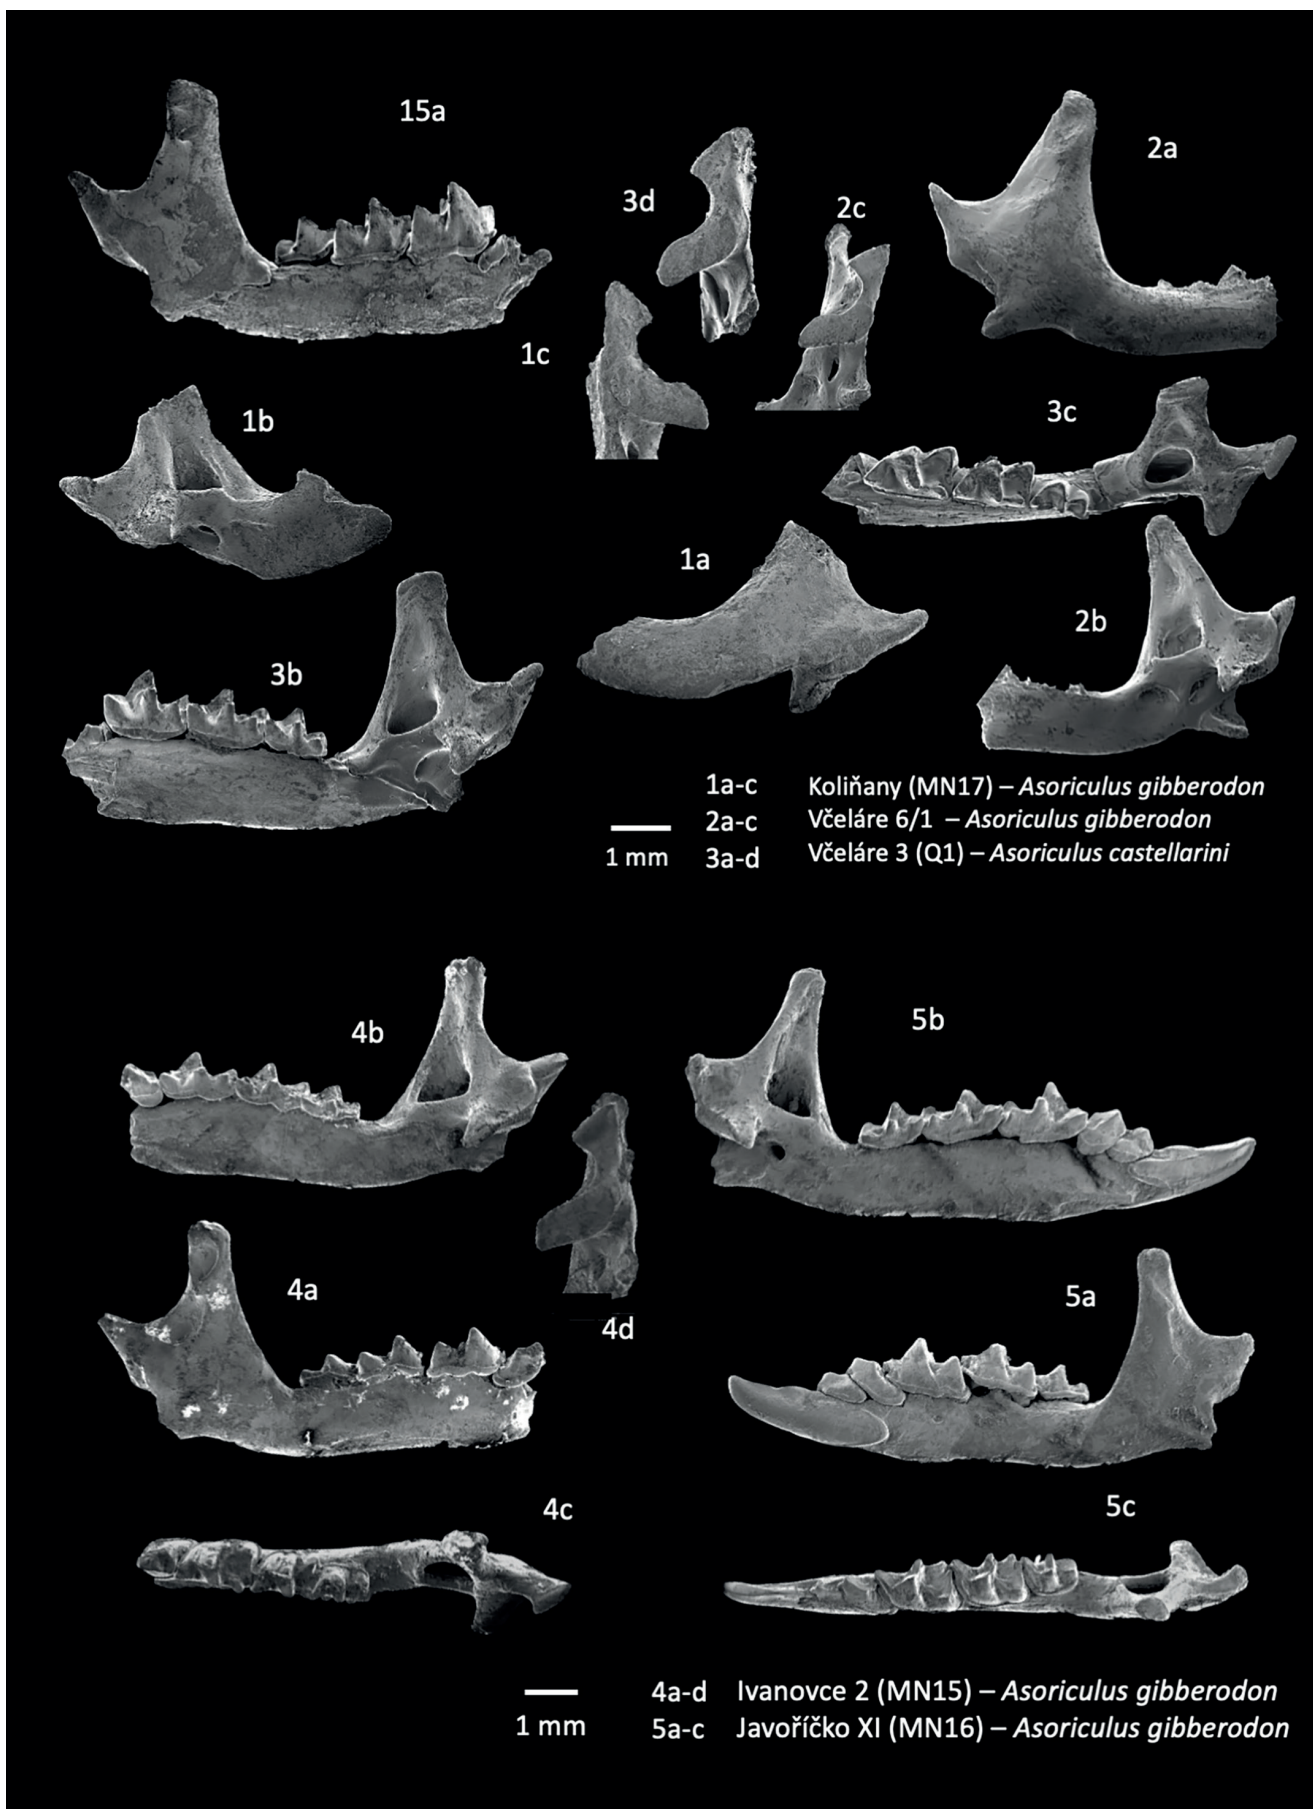 15a
2a
3d
2c
1c
1b
3c
1a
2b
3b
1a-c Koliňany (MN17) – Asoriculus gibberodon
2a-c Včeláre 6/1 – Asoriculus gibberodon
1 mm 3a-d Včeláre 3 (Q1) – Asoriculus castellarini
4b
5b
4a
5a
4d
4c
5c
4a-d Ivanovce 2 (MN15) – Asoriculus gibberodon
1 mm 5a-c Javoříčko XI (MN16) – Asoriculus gibberodon